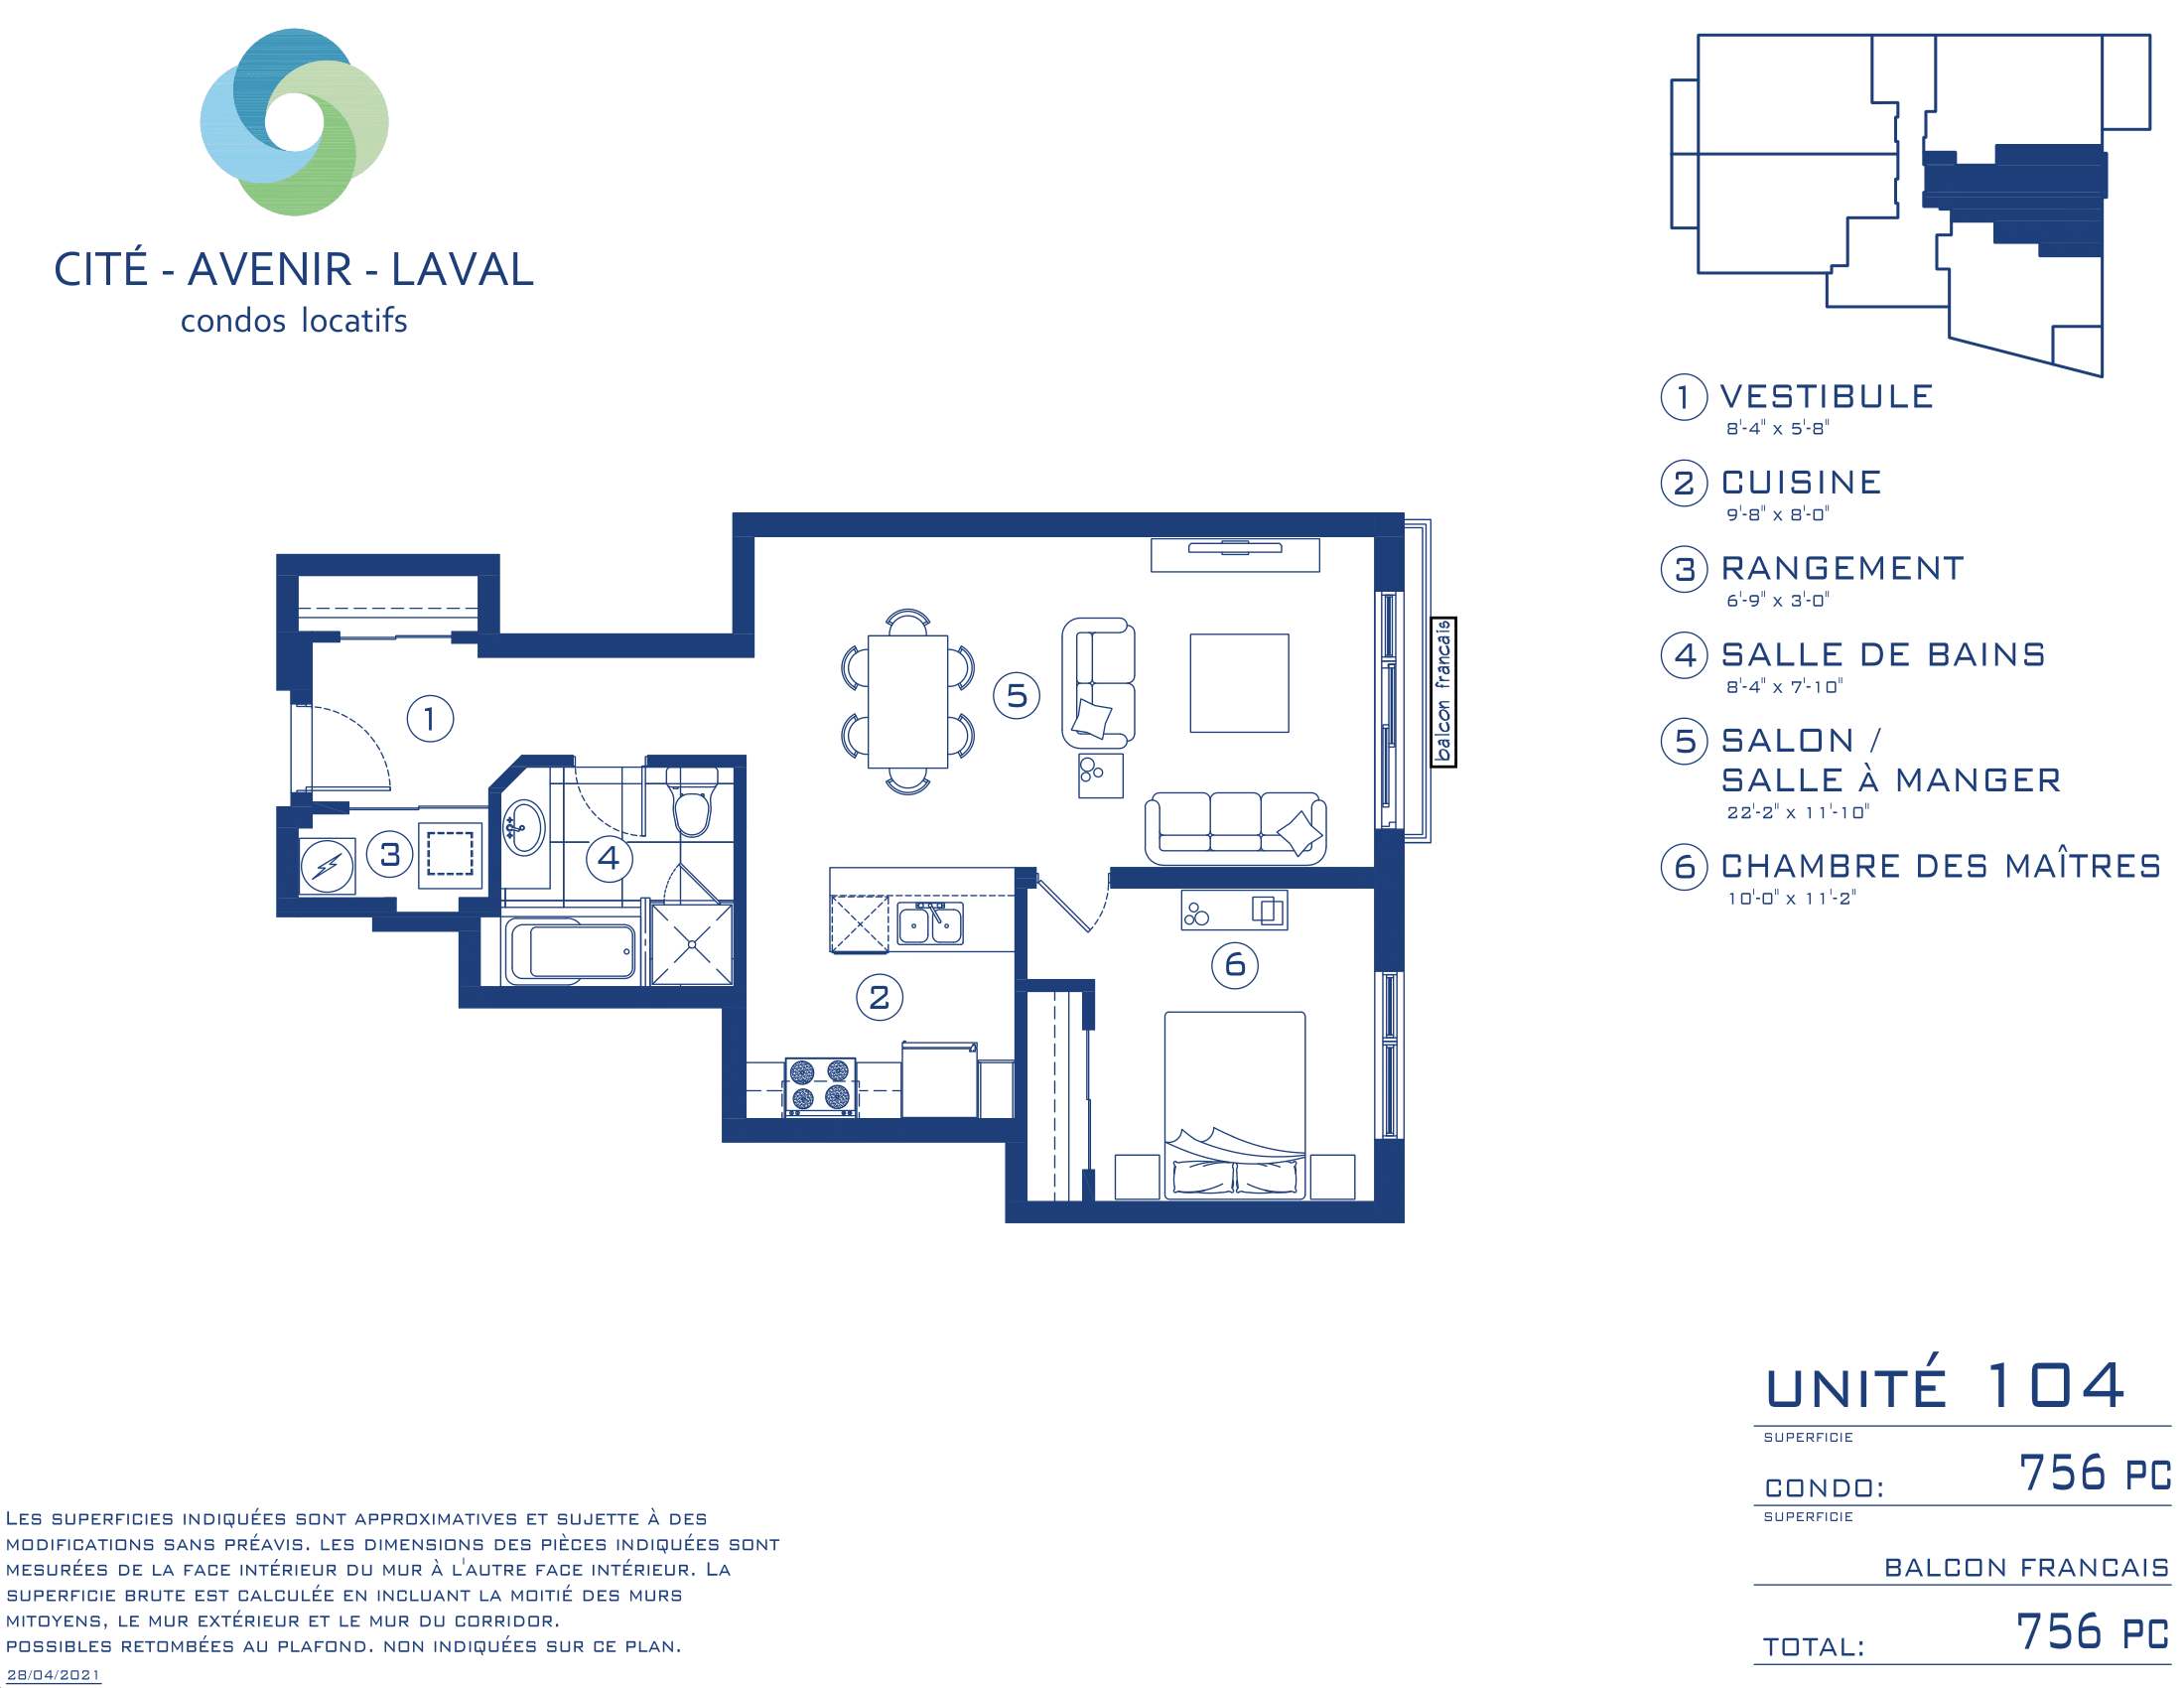 CITÉ - AVENIR - LAVAL
condos locatifs
1 VESTIBULE
8'-4" x 5'-8"
2 CUISINE
9'-8" x 8'-0"
3 RANGEMENT
6'-9" x 3'-0"
4 SALLE DE BAINS
8'-4" x 7'-10"
5 SALON /
SALLE À MANGER
22'-2" x 11'-10"
6 CHAMBRE DES MAÎTRES
10'-0" x 11'-2"
1
5
balcon francais
3
4
6
2
UNITÉ 104
SUPERFICIE
CONDO: 756 PC
SUPERFICIE
BALCON FRANCAIS
TOTAL: 756 PC
LES SUPERFICIES INDIQUÉES SONT APPROXIMATIVES ET SUJETTE À DES
MODIFICATIONS SANS PRÉAVIS. LES DIMENSIONS DES PIÈCES INDIQUÉES SONT
MESURÉES DE LA FACE INTÉRIEUR DU MUR À L'AUTRE FACE INTÉRIEUR. LA
SUPERFICIE BRUTE EST CALCULÉE EN INCLUANT LA MOITIÉ DES MURS
MITOYENS, LE MUR EXTÉRIEUR ET LE MUR DU CORRIDOR.
POSSIBLES RETOMBÉES AU PLAFOND. NON INDIQUÉES SUR CE PLAN.
28/04/2021